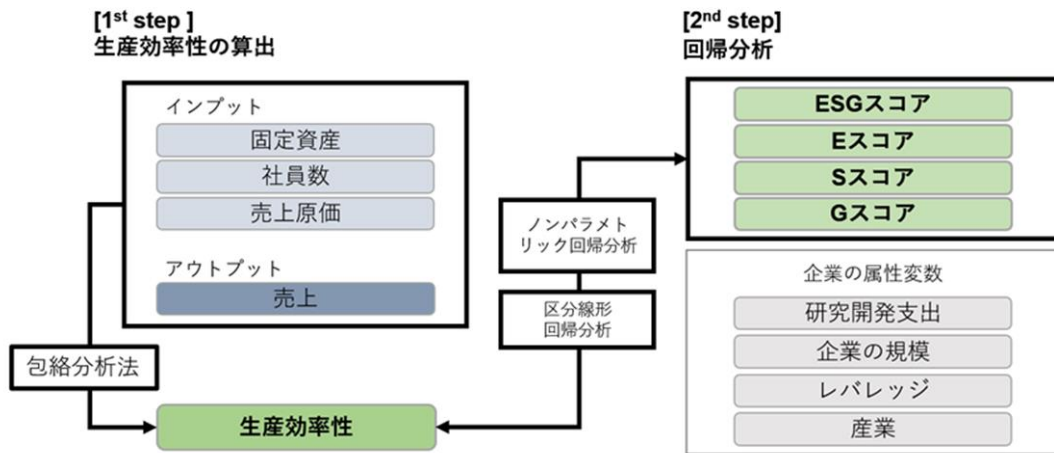 [1st step ]
生産効率性の算出
インプット
固定資産
社員数
売上原価
アウトプット
売上
包絡分析法
生産効率性
ノンパラメト
リック回帰分析
区分線形
回帰分析
[2nd step]
回帰分析
ESGスコア
Eスコア
Sスコア
Gスコア
企業の属性変数
研究開発支出
企業の規模
レバレッジ
産業